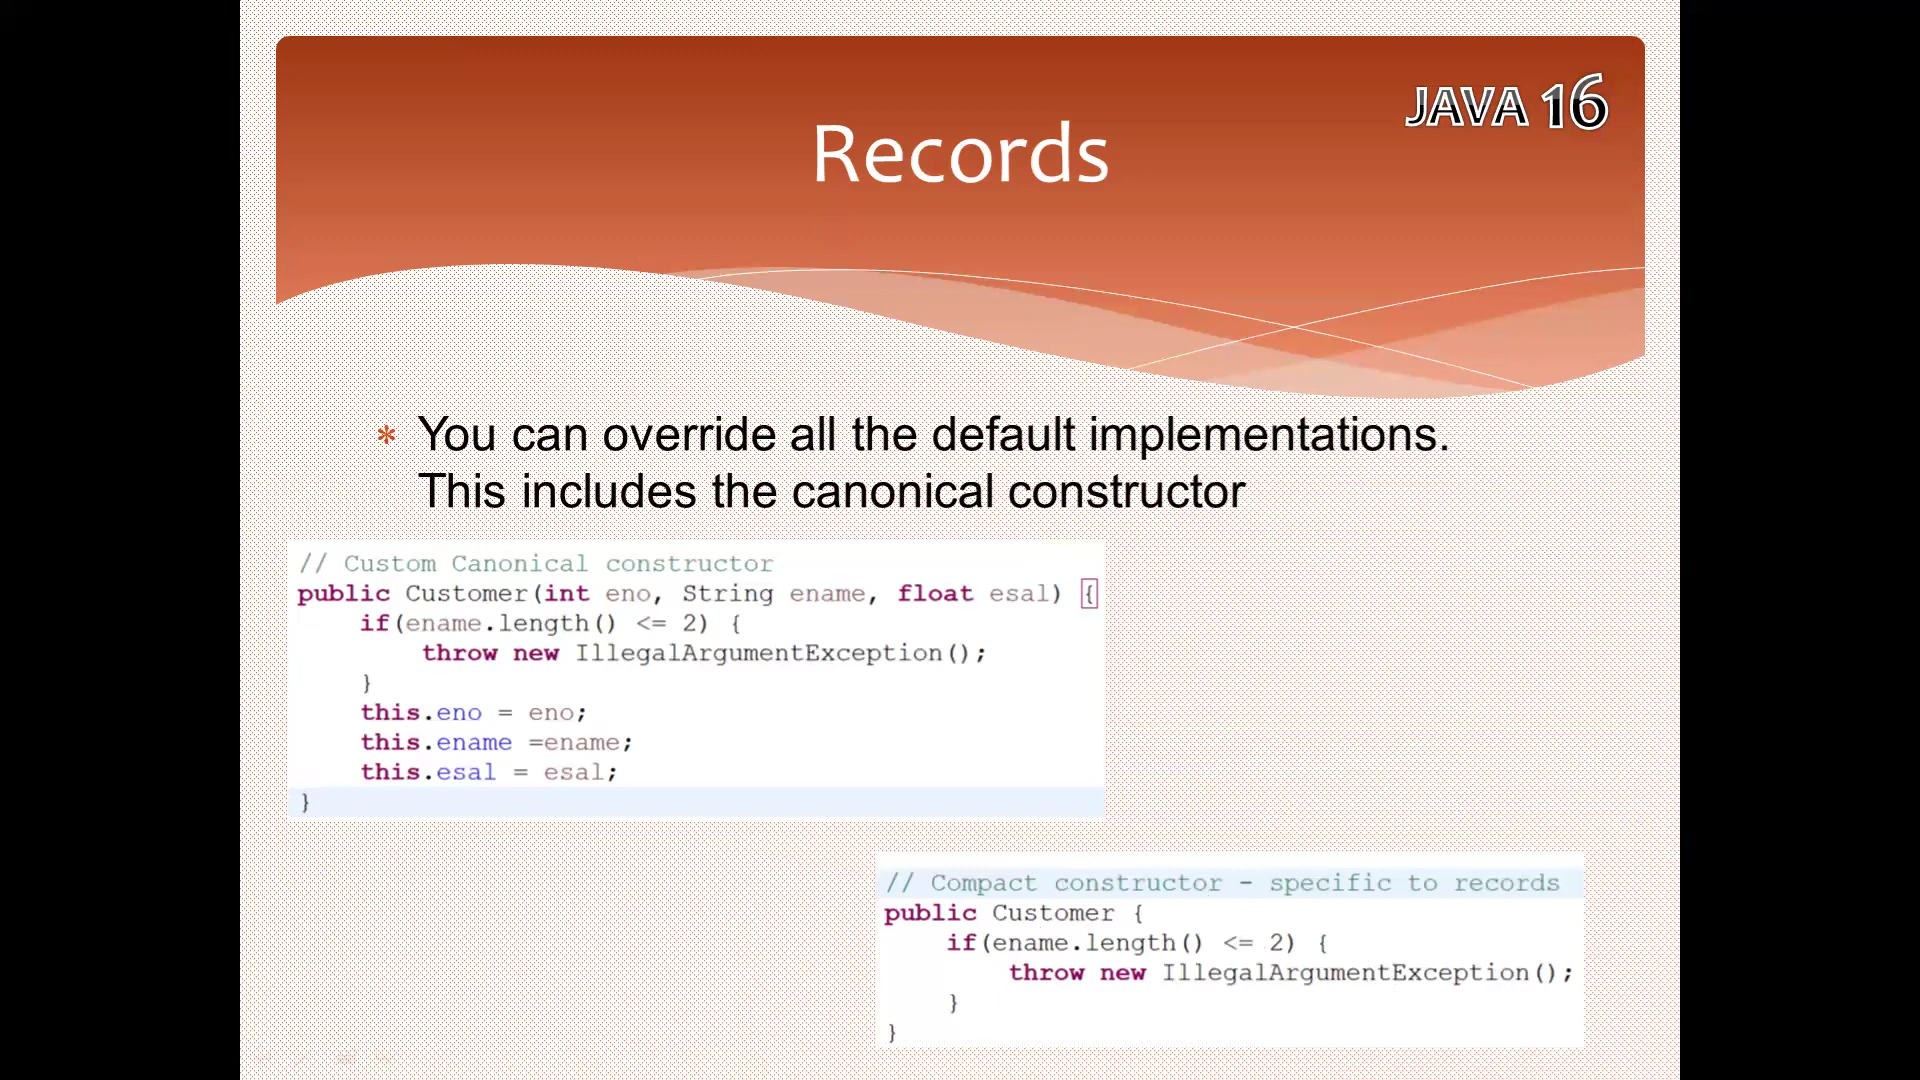 JAVA 16
Records
* You can override all the default implementations.
This includes the canonical constructor
// Custom Canonical constructor
public Customer(int eno, String ename, float esal) {
    if(ename.length() <= 2) {
        throw new IllegalArgumentException();
    }
    this.eno = eno;
    this.ename =ename;
    this.esal = esal;
}
// Compact constructor - specific to records
public Customer {
    if(ename.length() <= 2) {
        throw new IllegalArgumentException();
    }
}